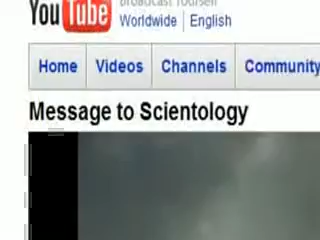 YouTube
Broadcast Yourself
Worldwide | English
Home Videos Channels Community
Message to Scientology